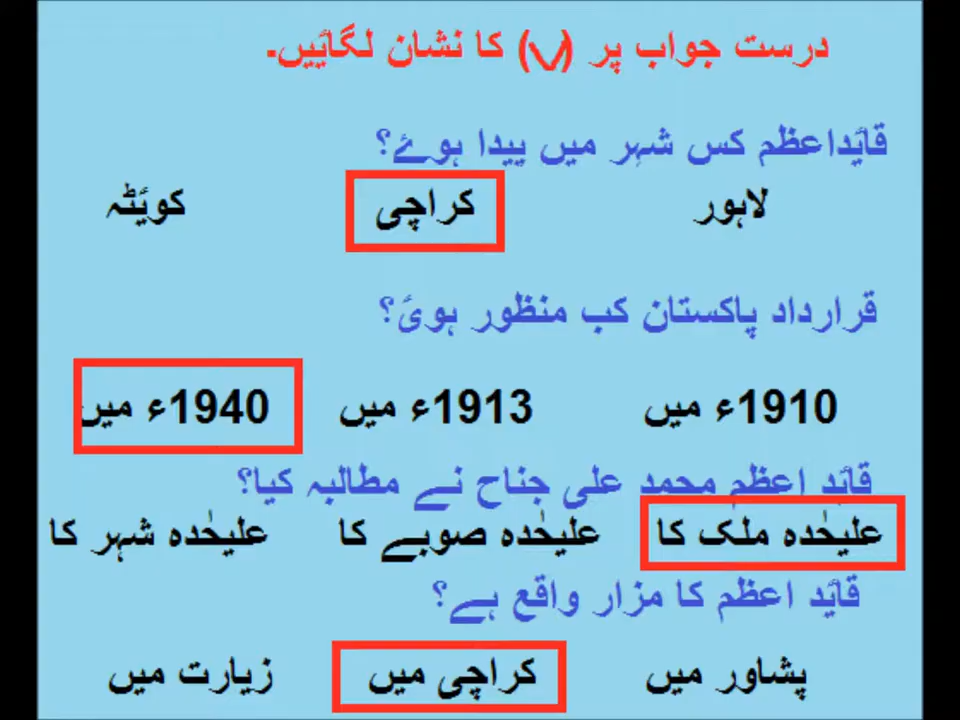 درست جواب پر (✓) کا نشان لگائیں۔
قائداعظم کس شہر میں پیدا ہوئے؟
لاہور کراچی کوئٹہ
قرارداد پاکستان کب منظور ہوئی؟
1910ء میں 1913ء میں 1940ء میں
قائد اعظم محمد علی جناح نے مطالبہ کیا؟
علیحٰدہ ملک کا علیحٰدہ صوبے کا علیحٰدہ شہر کا
قائد اعظم کا مزار واقع ہے؟
پشاور میں کراچی میں زیارت میں